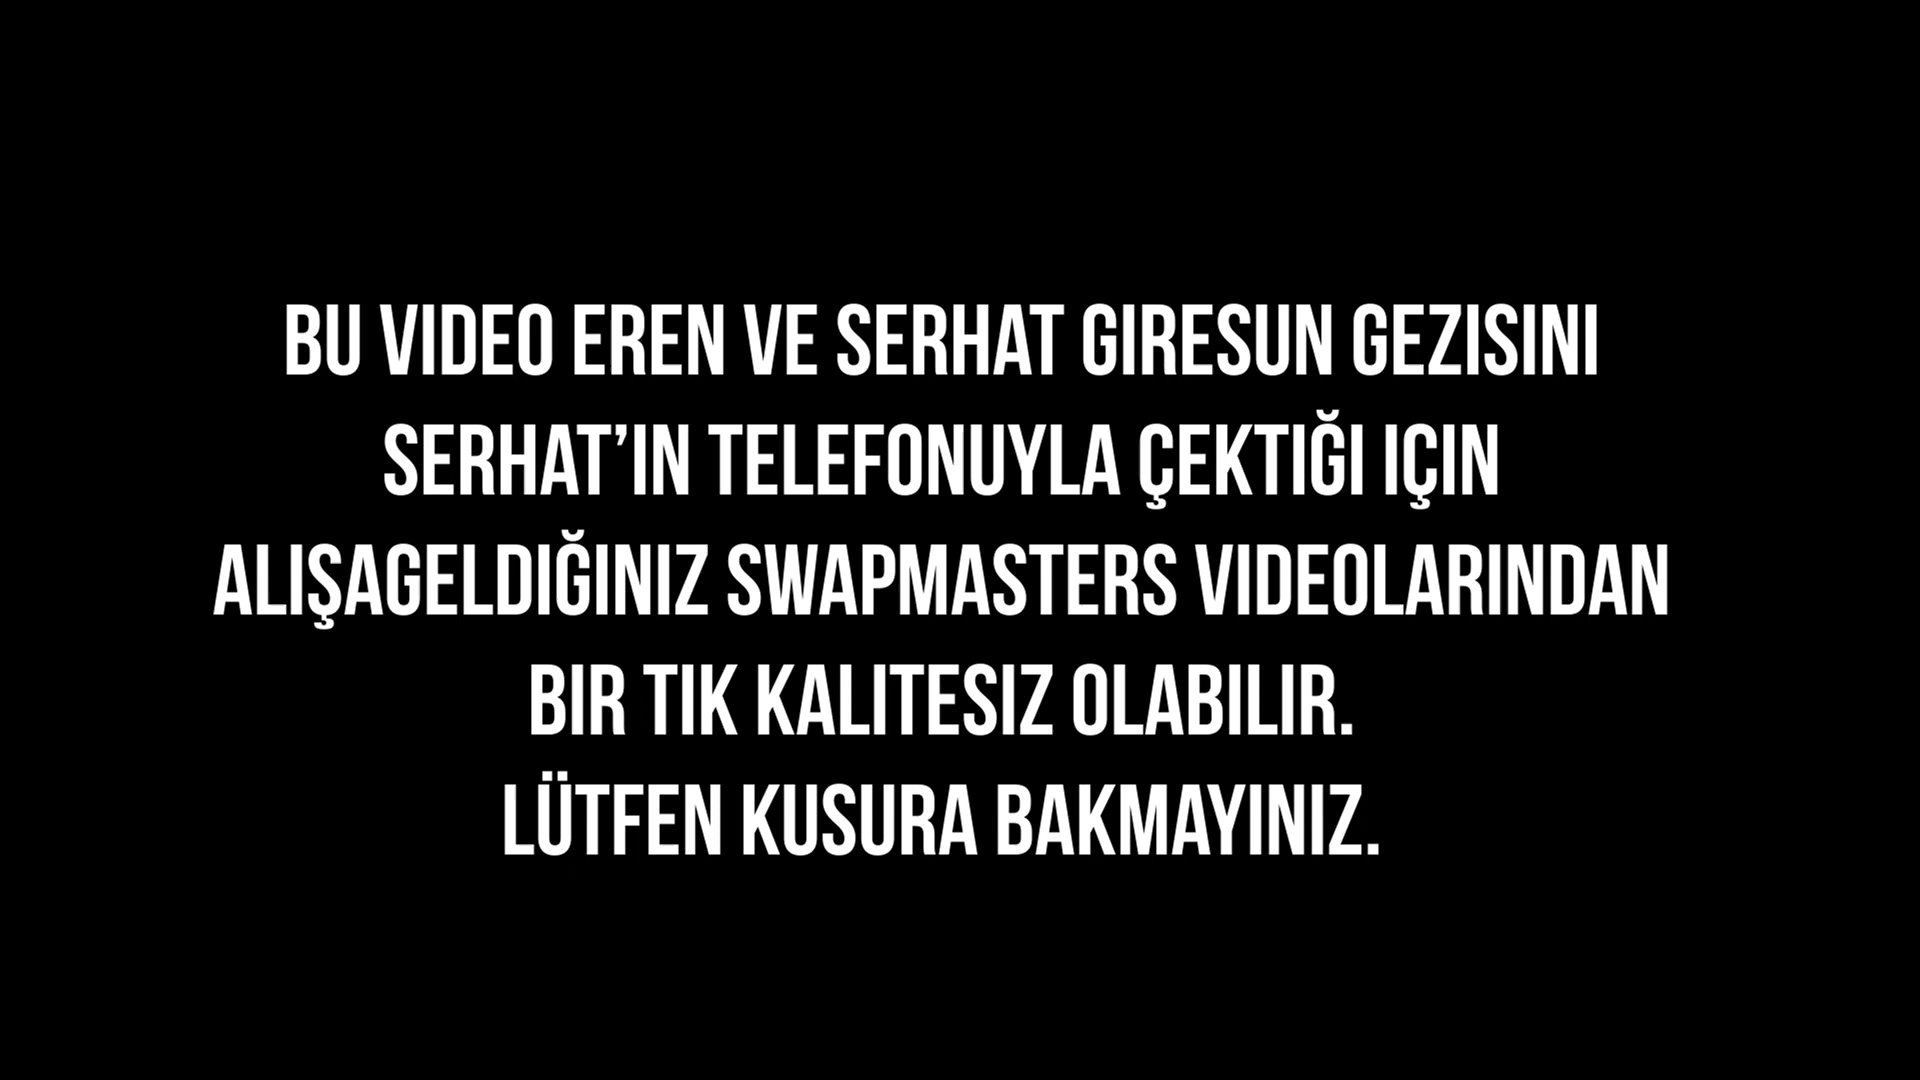 BU VIDEO EREN VE SERHAT GIRESUN GEZISINI
SERHAT'IN TELEFONUYLA ÇEKTIĞI IÇIN
ALIŞAGELDIĞINIZ SWAPMASTERS VIDEOLARINDAN
BIR TIK KALITESIZ OLABILIR.
LÜTFEN KUSURA BAKMAYINIZ.